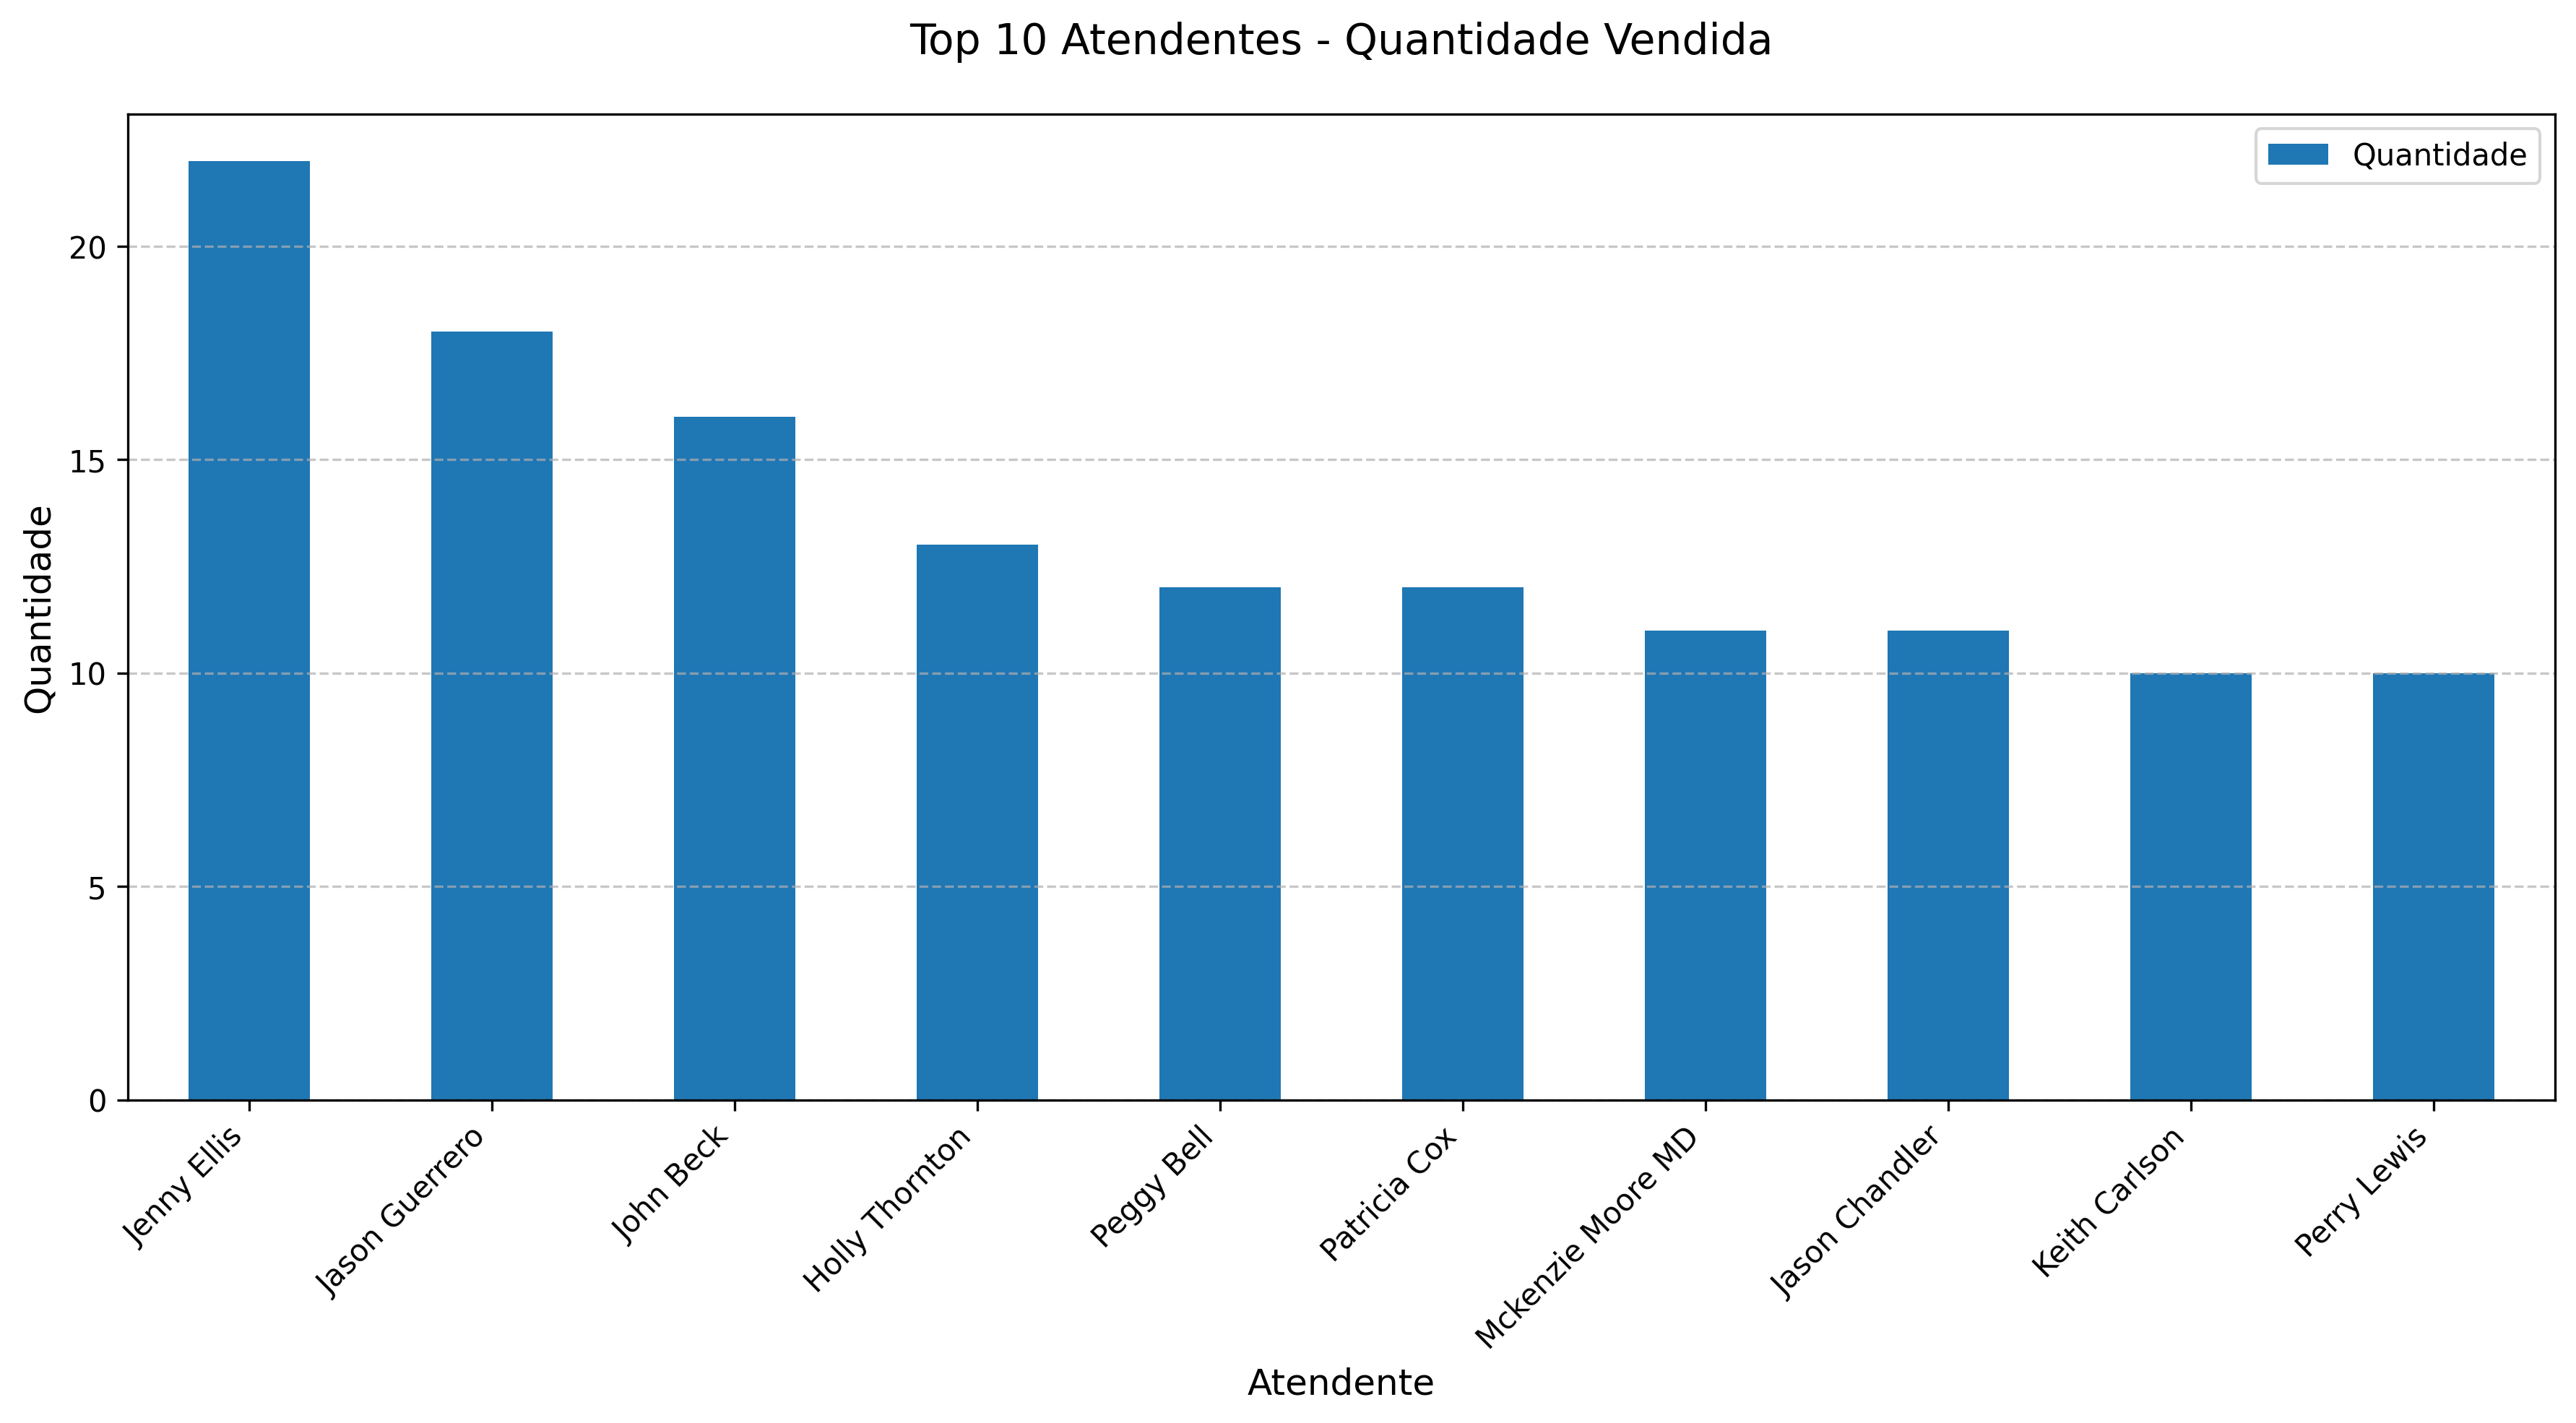 Top 10 Atendentes - Quantidade Vendida
Quantidade
20
15
10
5
0
Quantidade
Jenny Ellis
Jason Guerrero
John Beck
Holly Thornton
Peggy Bell
Patricia Cox
Mckenzie Moore MD
Jason Chandler
Keith Carlson
Perry Lewis
Atendente